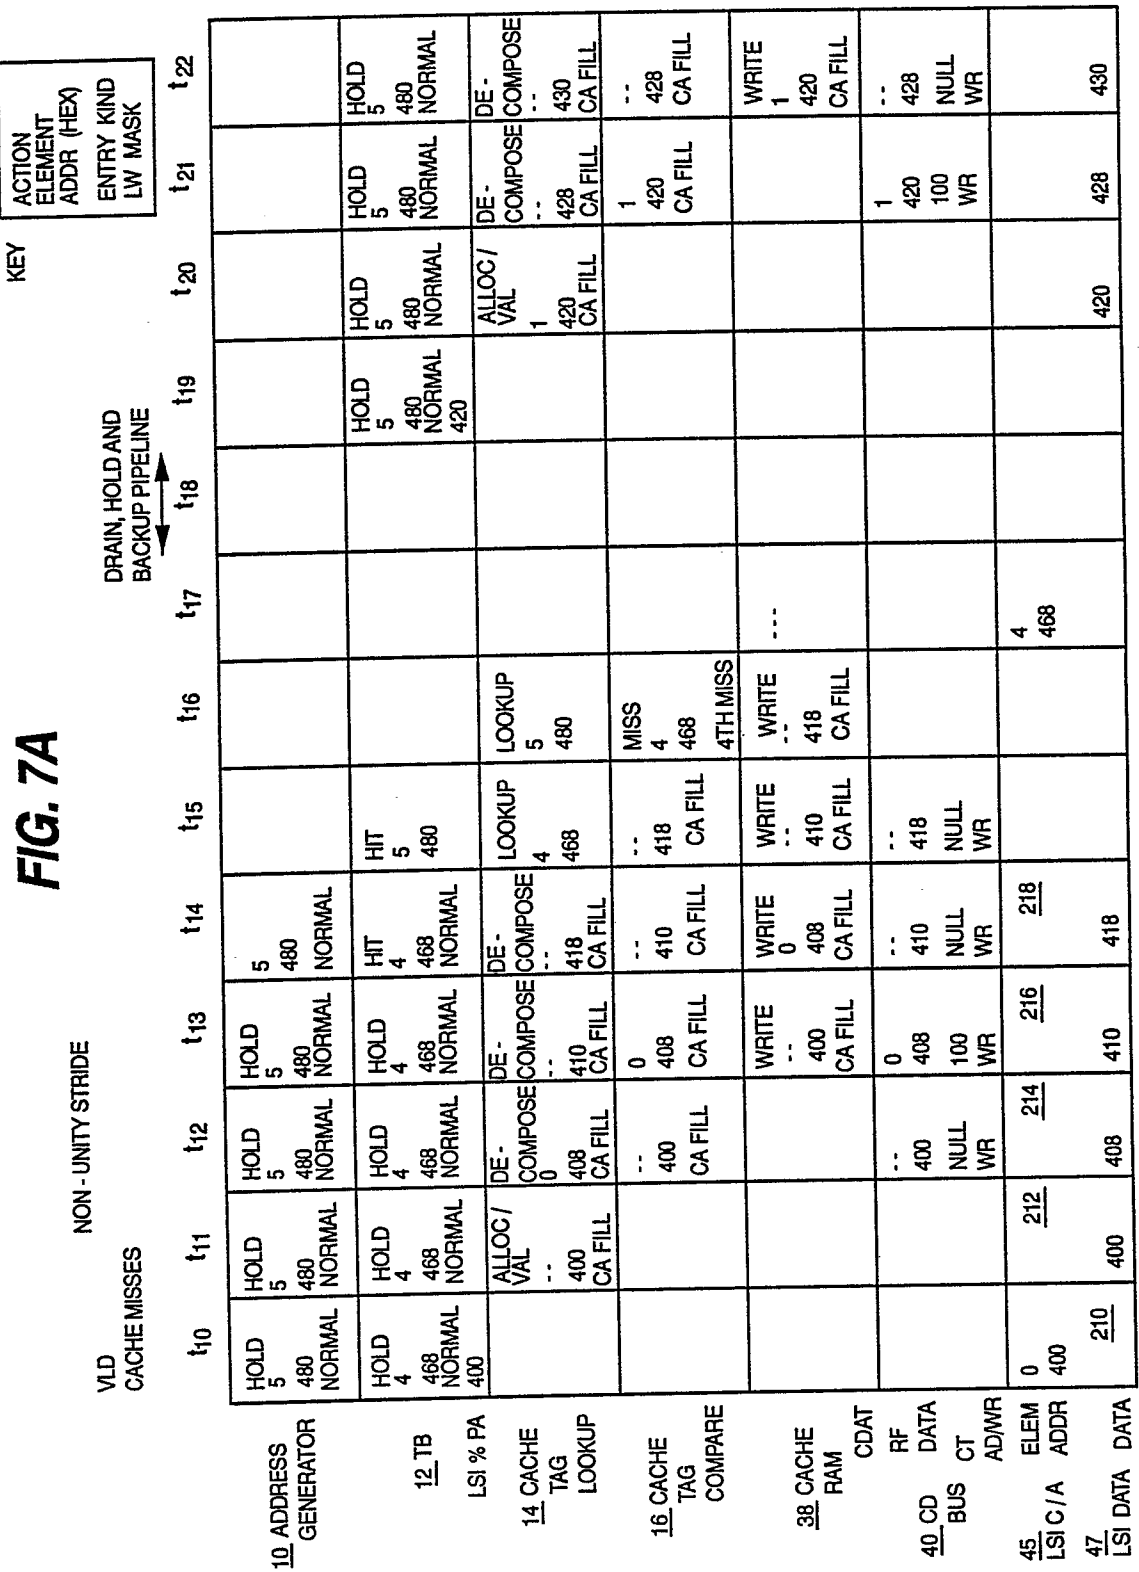 FIG. 7A
VLD
CACHE MISSES
NON - UNITY STRIDE
DRAIN, HOLD AND
BACKUP PIPELINE
KEY
ACTION
ELEMENT
ADDR (HEX)
ENTRY KIND
LW MASK
t10 t11 t12 t13 t14 t15 t16 t17 t18 t19 t20 t21 t22
10 ADDRESS
GENERATOR
HOLD
5
480
NORMAL
HOLD
5
480
NORMAL
HOLD
5
480
NORMAL
HOLD
5
480
NORMAL
5
480
NORMAL
12 TB
LSI % PA
HOLD
4
468
NORMAL
400
HOLD
4
468
NORMAL
HOLD
4
468
NORMAL
HOLD
4
468
NORMAL
HIT
4
468
NORMAL
HIT
5
480
HOLD
5
480
NORMAL
420
HOLD
5
480
NORMAL
HOLD
5
480
NORMAL
HOLD
5
480
NORMAL
14 CACHE
TAG
LOOKUP
ALLOC /
VAL
--
400
CA FILL
DE -
COMPOSE
0
408
CA FILL
DE -
COMPOSE
--
410
CA FILL
DE -
COMPOSE
--
418
CA FILL
LOOKUP
4
468
LOOKUP
5
480
ALLOC /
VAL
1
420
CA FILL
DE -
COMPOSE
--
428
CA FILL
DE -
COMPOSE
--
430
CA FILL
16 CACHE
TAG
COMPARE
--
400
CA FILL
0
408
CA FILL
--
410
CA FILL
--
418
CA FILL
MISS
4
468
4TH MISS
1
420
CA FILL
--
428
CA FILL
38 CACHE
RAM
CDAT
WRITE
--
400
CA FILL
WRITE
0
408
CA FILL
WRITE
--
410
CA FILL
WRITE
--
418
CA FILL
---
WRITE
1
420
CA FILL
40 CD
BUS
RF
DATA
CT
AD/WR
--
400
NULL
WR
0
408
100
WR
--
410
NULL
WR
--
418
NULL
WR
1
420
100
WR
--
428
NULL
WR
45 ELEM
LSI C / A ADDR
0
400
212
214
216
218
4
468
47
LSI DATA DATA
210
400
408
410
418
420
428
430